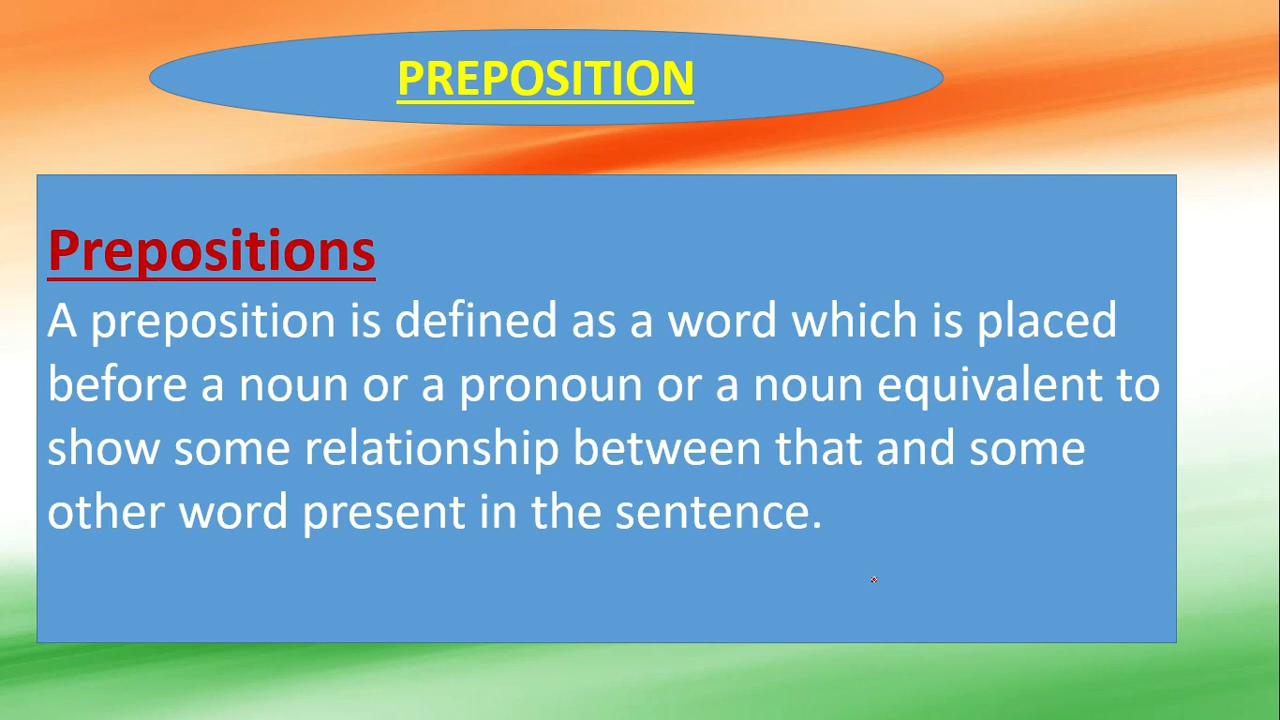 PREPOSITION
Prepositions
A preposition is defined as a word which is placed
before a noun or a pronoun or a noun equivalent to
show some relationship between that and some
other word present in the sentence.